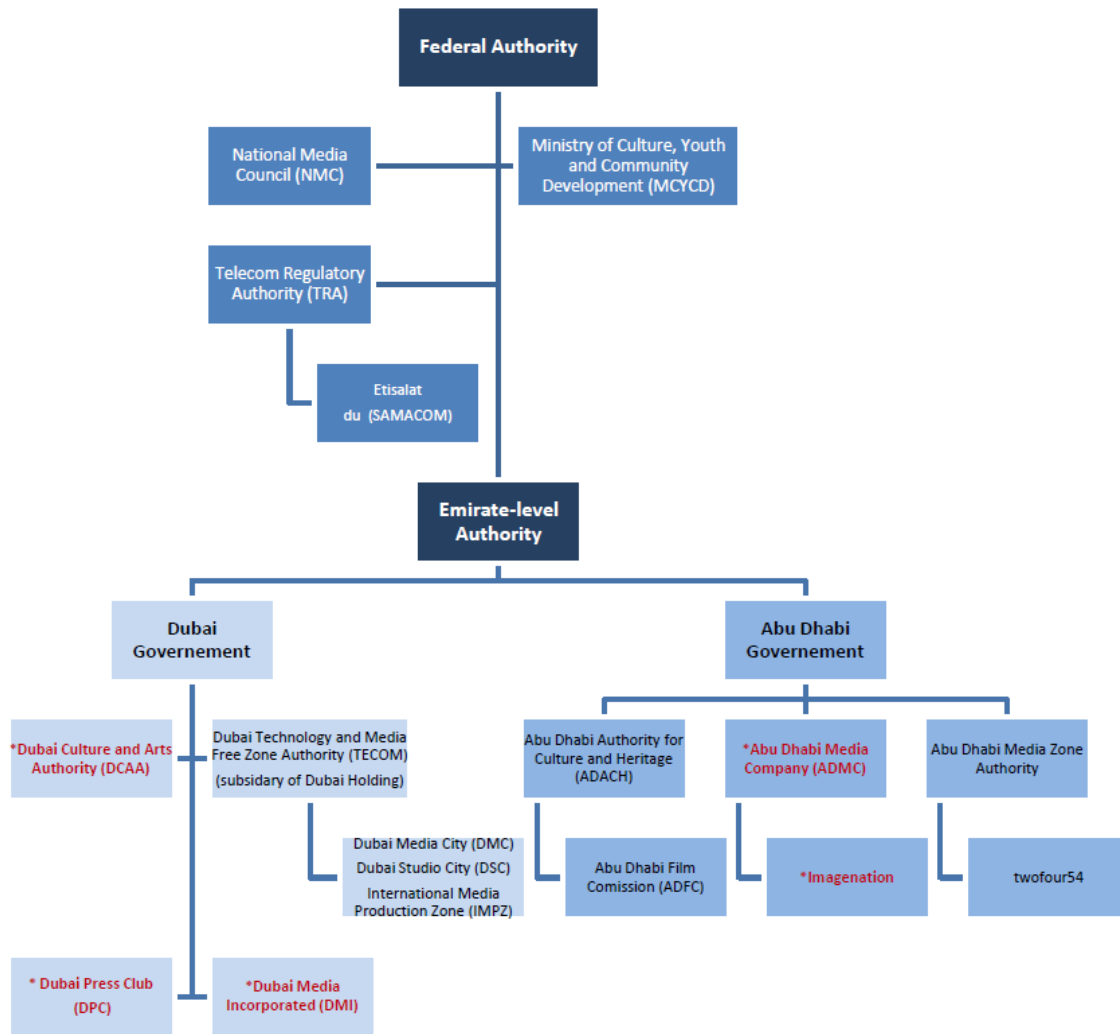 Federal Authority
National Media
Council (NMC)
Ministry of Culture, Youth
and Community
Development (MCYCD)
Telecom Regulatory
Authority (TRA)
Etisalat
du (SAMACOM)
Emirate-level
Authority
Dubai
Governement
Abu Dhabi
Governement
*Dubai Culture and Arts
Authority (DCAA)
Dubai Technology and Media
Free Zone Authority (TECOM)
(subsidary of Dubai Holding)
Abu Dhabi Authority for
Culture and Heritage
(ADACH)
*Abu Dhabi Media
Company (ADMC)
Abu Dhabi Media Zone
Authority
Dubai Media City (DMC)
Dubai Studio City (DSC)
International Media
Production Zone (IMPZ)
Abu Dhabi Film
Comission (ADFC)
*Imagenation
twofour54
* Dubai Press Club
(DPC)
*Dubai Media
Incorporated (DMI)